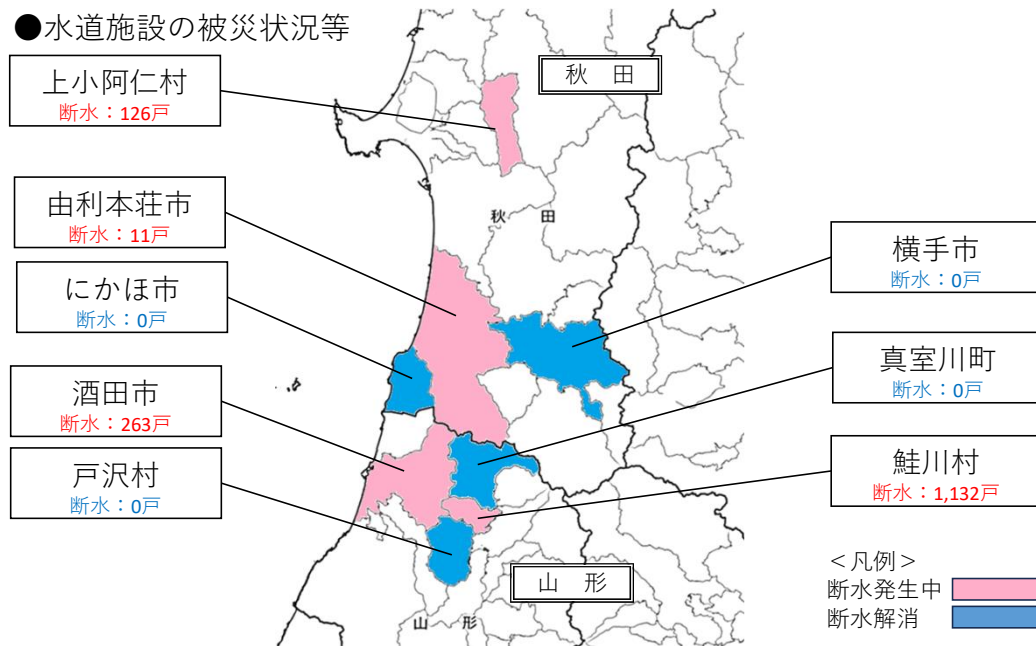 ●水道施設の被災状況等
秋 田
上小阿仁村
断水：126戸
由利本荘市
断水：11戸
秋 田
横手市
断水：0戸
にかほ市
断水：0戸
真室川町
断水：0戸
酒田市
断水：263戸
戸沢村
断水：0戸
鮭川村
断水：1,132戸
山 形
山 形
＜凡例＞
断水発生中
断水解消